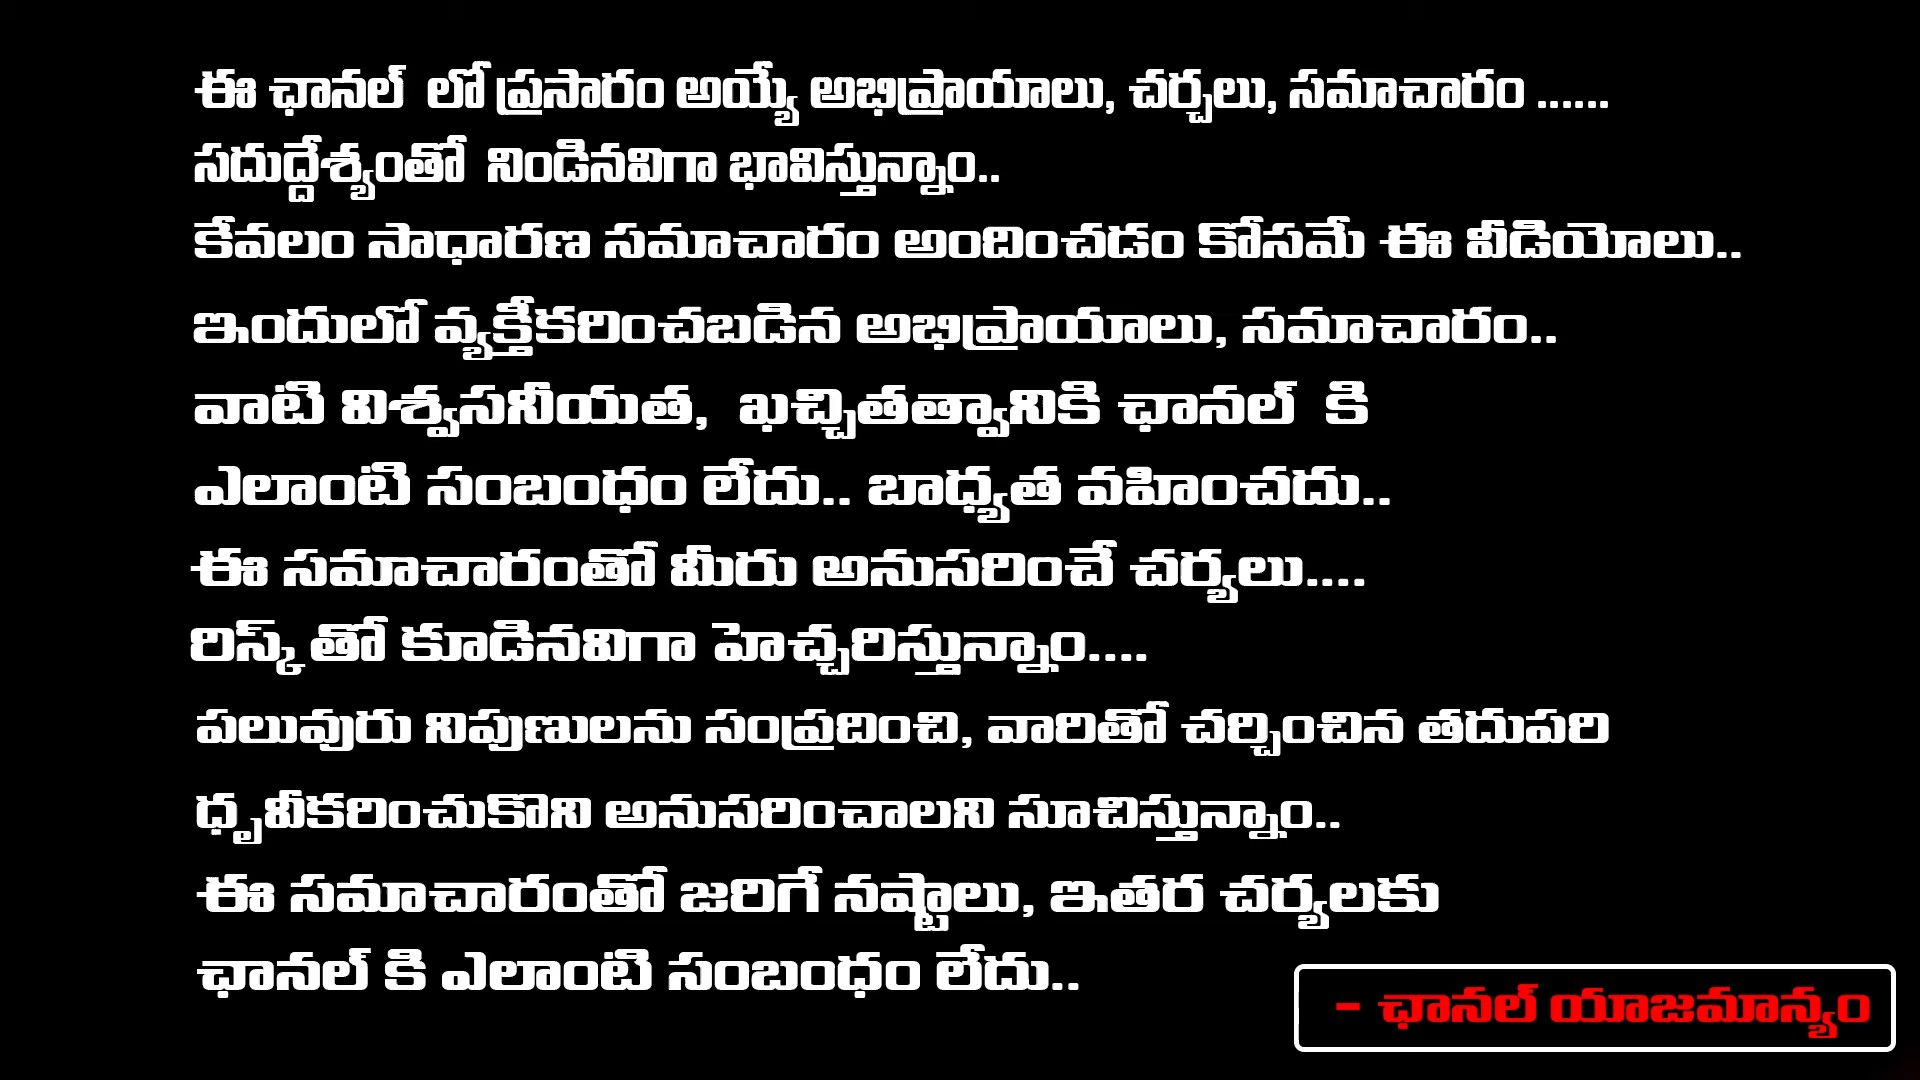 ఈ ఛానల్ లో ప్రసారం అయ్యే అభిప్రాయాలు, చర్చలు, సమాచారం ......
సదుద్దేశ్యంతో నిండినవిగా భావిస్తున్నాం..
కేవలం సాధారణ సమాచారం అందించడం కోసమే ఈ వీడియోలు..
ఇందులో వ్యక్తీకరించబడిన అభిప్రాయాలు, సమాచారం..
వాటి విశ్వసనీయత, ఖచ్చితత్వానికి ఛానల్ కి
ఎలాంటి సంబంధం లేదు.. బాధ్యత వహించదు..
ఈ సమాచారంతో మీరు అనుసరించే చర్యలు....
రిస్క్ తో కూడినవిగా హెచ్చరిస్తున్నాం....
పలువురు నిపుణులను సంప్రదించి, వారితో చర్చించిన తదుపరి
ధృవీకరించుకొని అనుసరించాలని సూచిస్తున్నాం..
ఈ సమాచారంతో జరిగే నష్టాలు, ఇతర చర్యలకు
ఛానల్ కి ఎలాంటి సంబంధం లేదు..
- ఛానల్ యాజమాన్యం